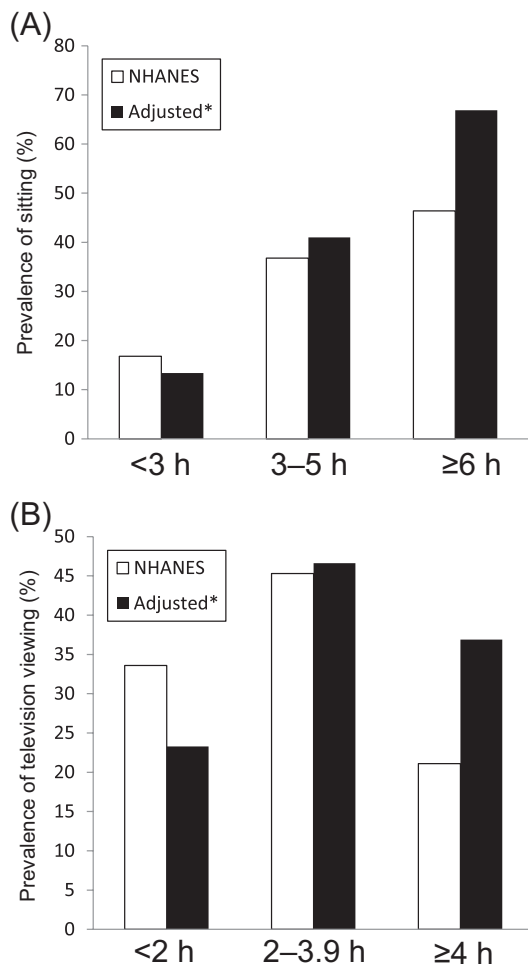 (A)
Prevalence of sitting (%)
80
70
60
50
40
30
20
10
0
NHANES
Adjusted*
<3 h
3–5 h
≥6 h
(B)
Prevalence of television viewing (%)
50
45
40
35
30
25
20
15
10
5
0
NHANES
Adjusted*
<2 h
2–3.9 h
≥4 h